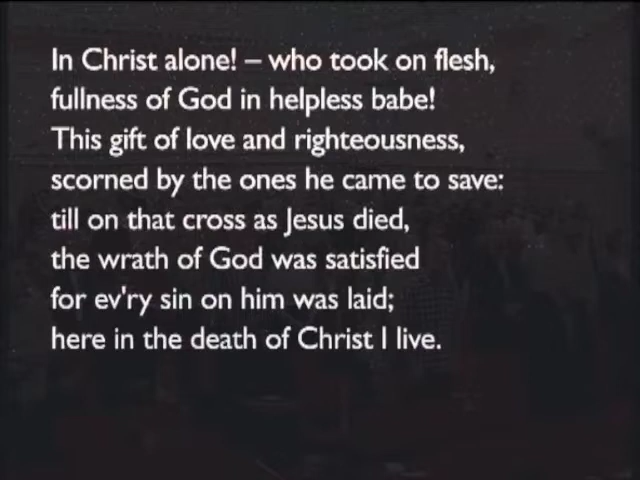 In Christ alone! – who took on flesh,
fullness of God in helpless babe!
This gift of love and righteousness,
scorned by the ones he came to save:
till on that cross as Jesus died,
the wrath of God was satisfied
for ev'ry sin on him was laid;
here in the death of Christ I live.